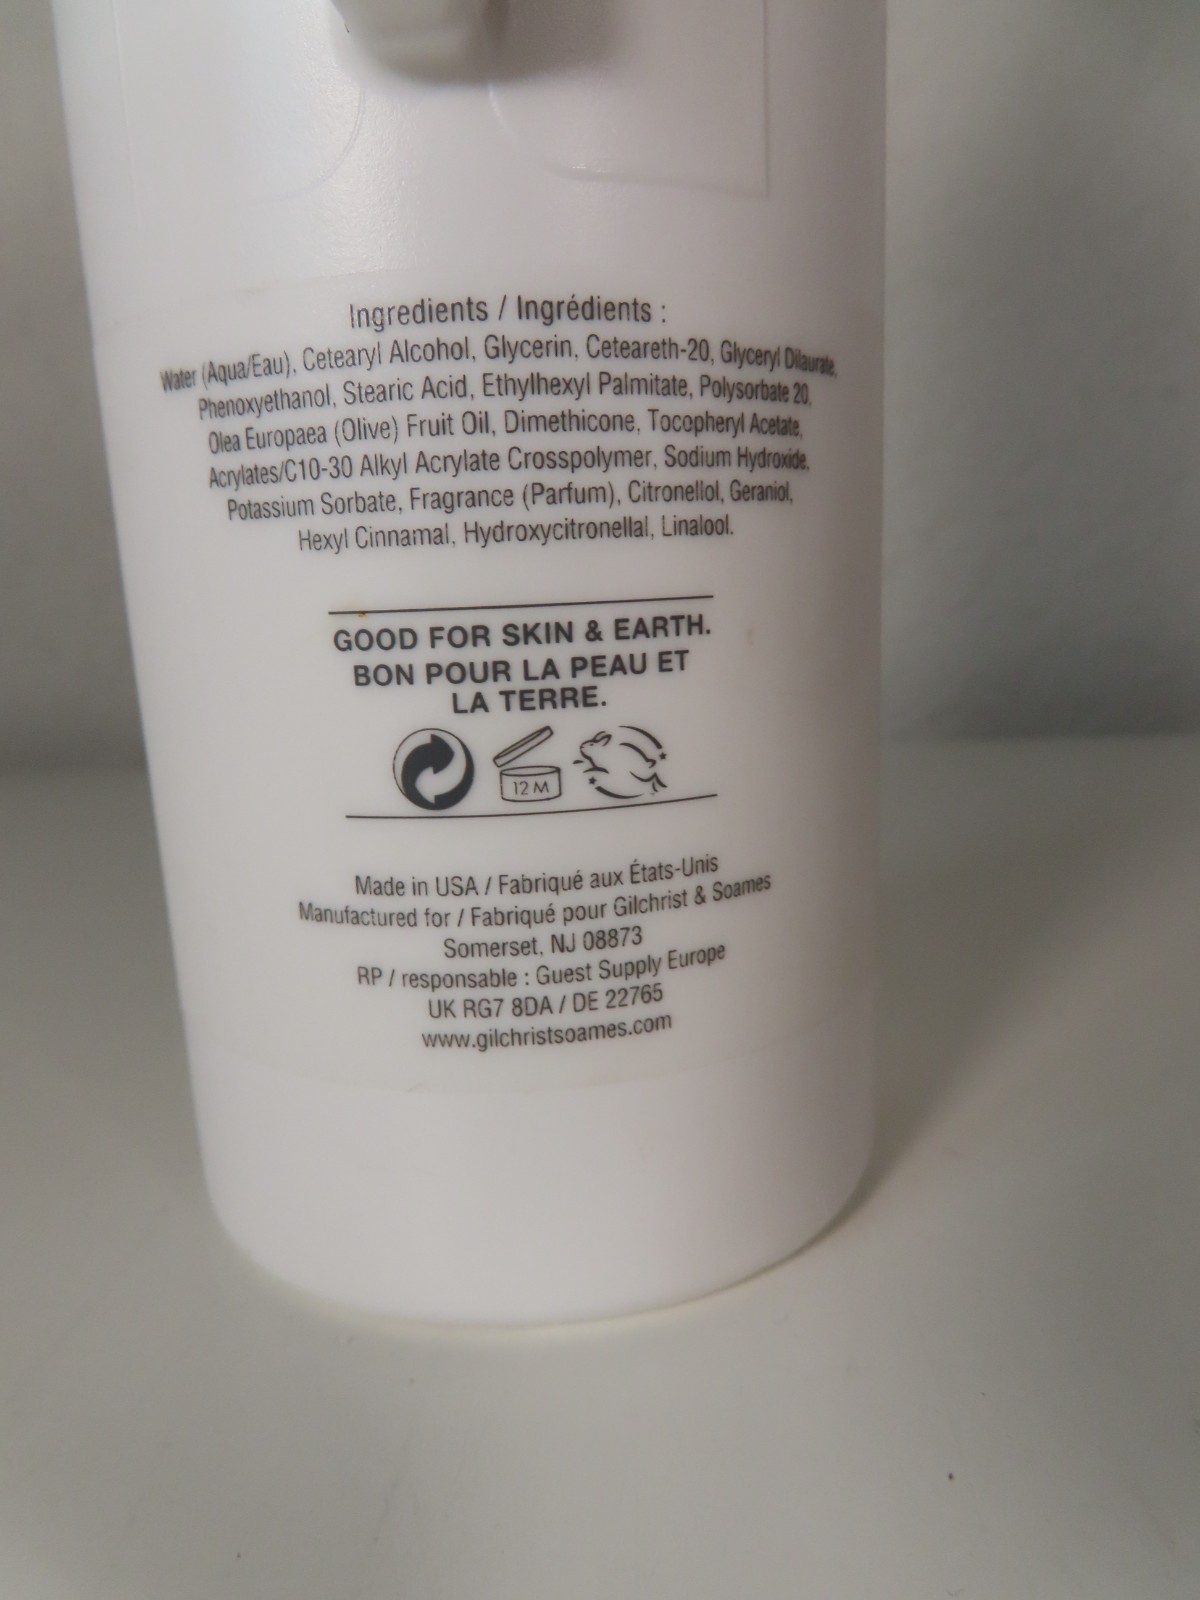 Ingredients / Ingrédients :
Water (Aqua/Eau), Cetearyl Alcohol, Glycerin, Ceteareth-20, Glyceryl Dilaurate,
Phenoxyethanol, Stearic Acid, Ethylhexyl Palmitate, Polysorbate 20,
Olea Europaea (Olive) Fruit Oil, Dimethicone, Tocopheryl Acetate,
Acrylates/C10-30 Alkyl Acrylate Crosspolymer, Sodium Hydroxide,
Potassium Sorbate, Fragrance (Parfum), Citronellol, Geraniol,
Hexyl Cinnamal, Hydroxycitronellal, Linalool.
GOOD FOR SKIN & EARTH.
BON POUR LA PEAU ET
LA TERRE.
12 M
Made in USA / Fabriqué aux États-Unis
Manufactured for / Fabriqué pour Gilchrist & Soames
Somerset, NJ 08873
RP / responsable : Guest Supply Europe
UK RG7 8DA / DE 22765
www.gilchristsoames.com